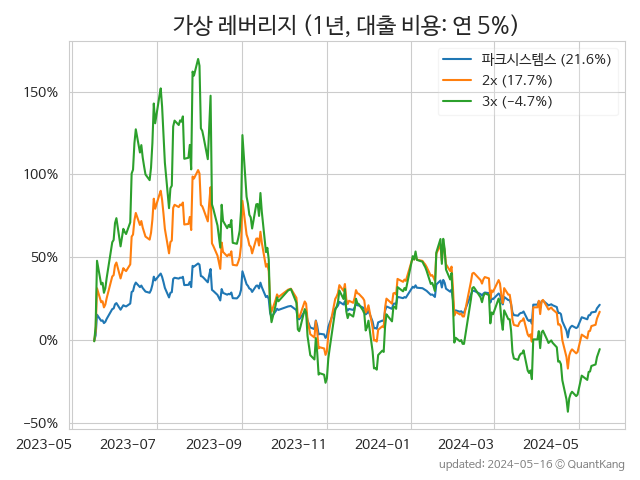 가상 레버리지 (1년, 대출 비용: 연 5%)
파크시스템스 (21.6%)
2x (17.7%)
3x (−4.7%)
150%
100%
50%
0%
−50%
2023-05 2023-07 2023-09 2023-11 2024-01 2024-03 2024-05
updated: 2024-05-16 © QuantKang